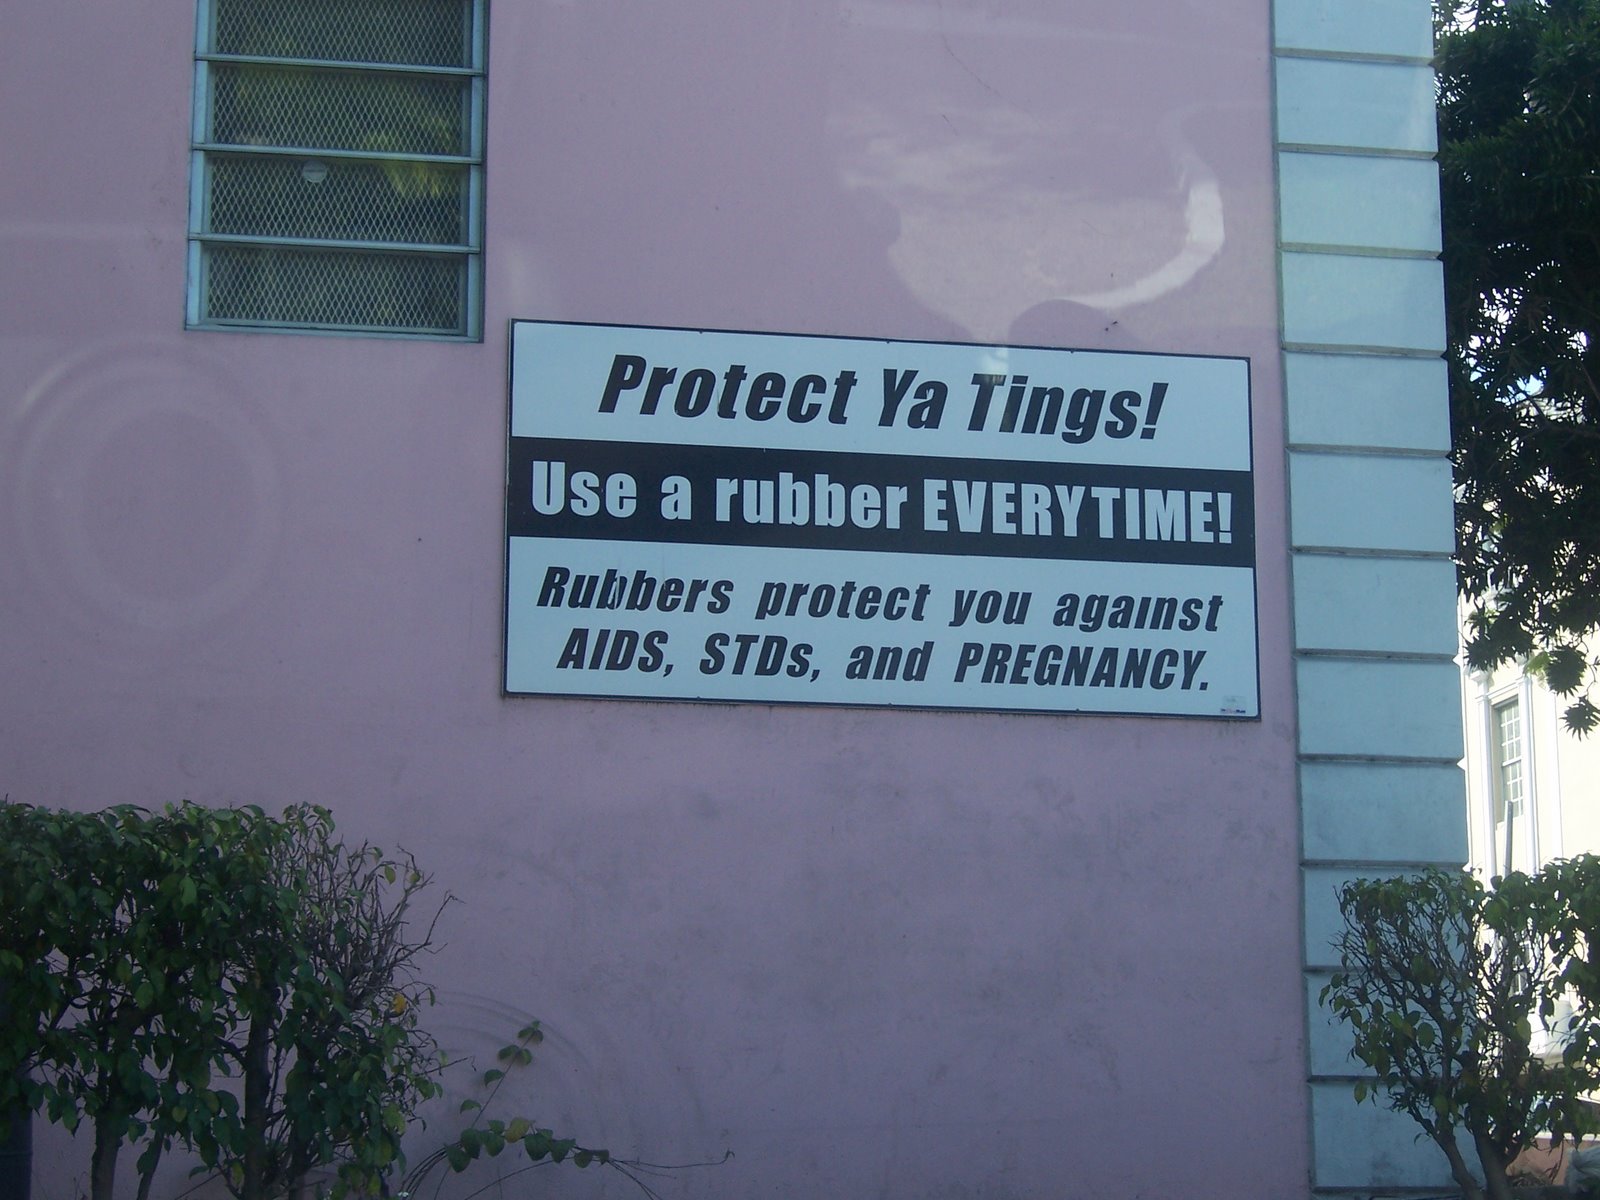 Protect Ya Tings!
Use a rubber EVERYTIME!
Rubbers protect you against
AIDS, STDs, and PREGNANCY.